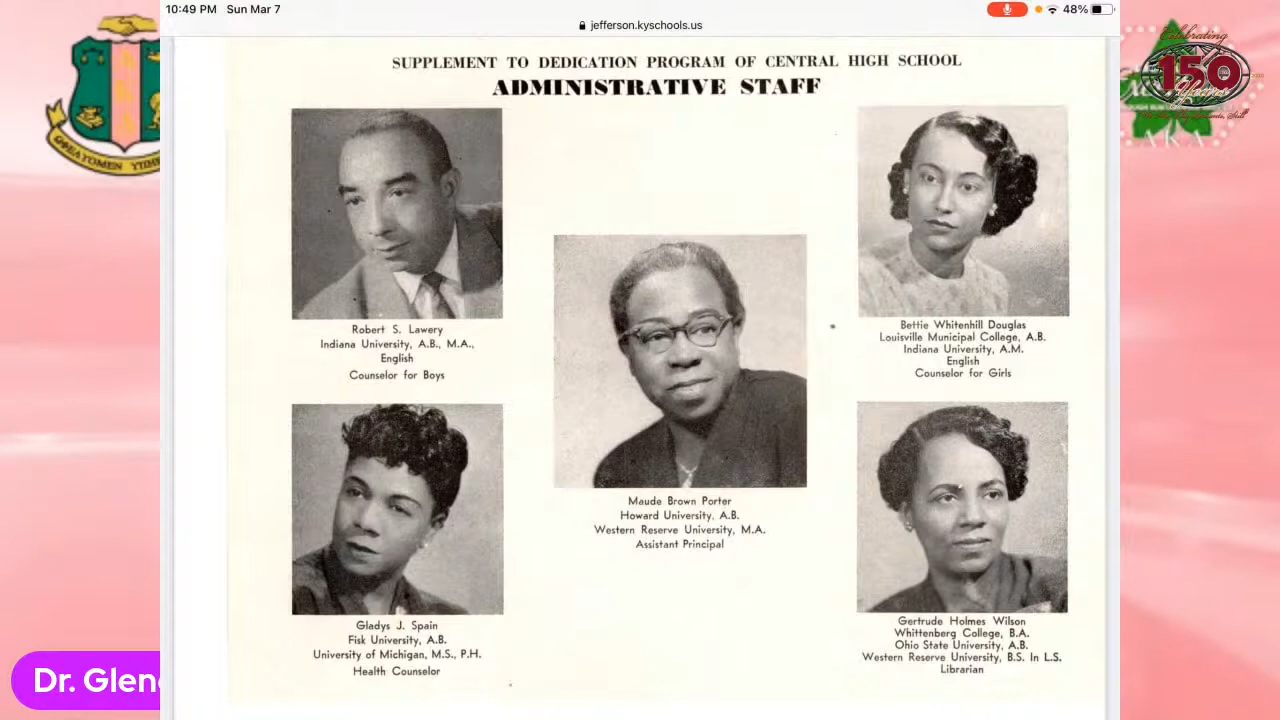 10:49 PM Sun Mar 7
48%
jefferson.kyschools.us
SUPPLEMENT TO DEDICATION PROGRAM OF CENTRAL HIGH SCHOOL
ADMINISTRATIVE STAFF
Robert S. Lawery
Indiana University, A.B., M.A.,
English
Counselor for Boys
Gladys J. Spain
Fisk University, A.B.
University of Michigan, M.S., P.H.
Health Counselor
Maude Brown Porter
Howard University, A.B.
Western Reserve University, M.A.
Assistant Principal
Bettie Whitenhill Douglas
Louisville Municipal College, A.B.
Indiana University, A.M.
English
Counselor for Girls
Gertrude Holmes Wilson
Whittenberg College, B.A.
Ohio State University, A.B.
Western Reserve University, B.S. In L.S.
Librarian
Celebrating
150
Years
AKA
Dr. Glen